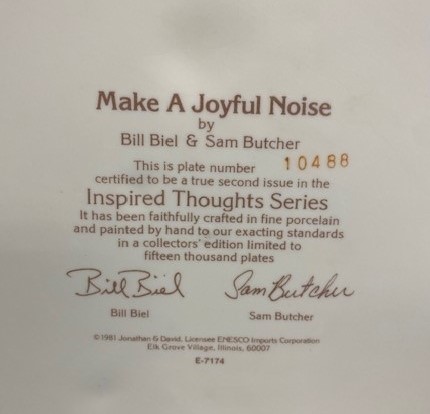 Make A Joyful Noise
by
Bill Biel & Sam Butcher
This is plate number 10488
certified to be a true second issue in the
Inspired Thoughts Series
It has been faithfully crafted in fine porcelain
and painted by hand to our exacting standards
in a collectors' edition limited to
fifteen thousand plates
Bill Biel Sam Butcher
Bill Biel Sam Butcher
© 1981 Jonathan & David, Licensee ENESCO Imports Corporation
Elk Grove Village, Illinois, 60007
E-7174